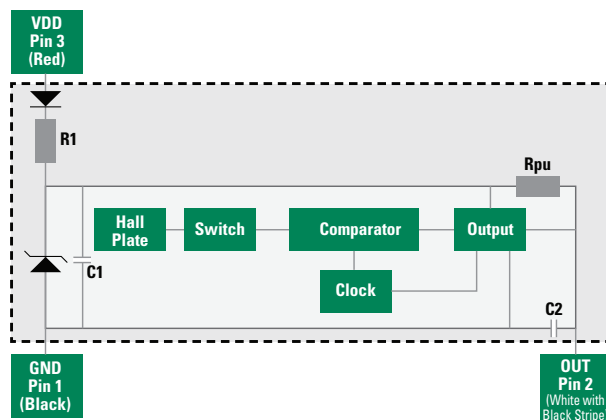 VDD
Pin 3
(Red)
R1
Rpu
Hall
Plate
Switch
Comparator
Output
C1
Clock
C2
GND
Pin 1
(Black)
OUT
Pin 2
(White with
Black Stripe